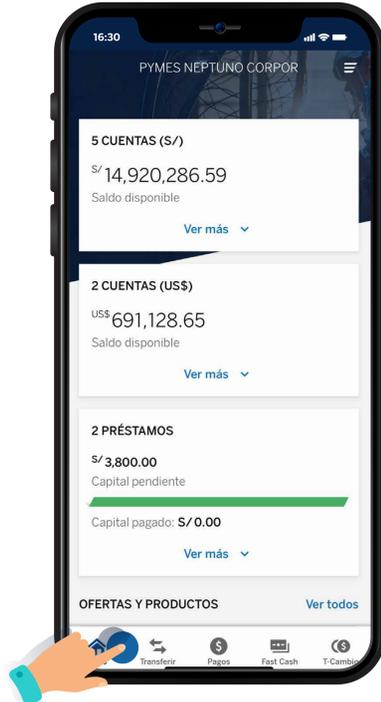 16:30
PYMES NEPTUNO CORPOR
5 CUENTAS (S/)
S/ 14,920,286.59
Saldo disponible
Ver más
2 CUENTAS (US$)
US$ 691,128.65
Saldo disponible
Ver más
2 PRÉSTAMOS
S/ 3,800.00
Capital pendiente
Capital pagado: S/ 0.00
Ver más
OFERTAS Y PRODUCTOS Ver todos
Transferir Pagos Fast Cash T-Cambio